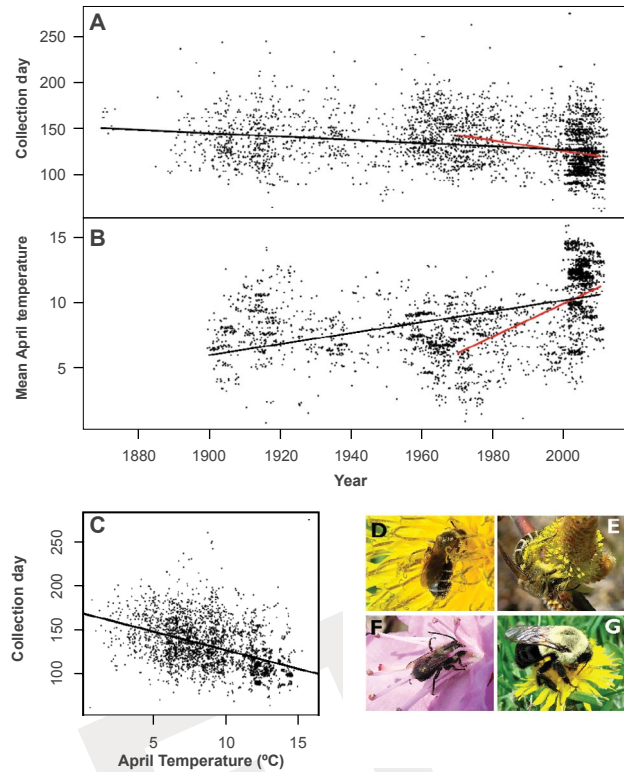 A
Collection day
250
200
150
100
B
Mean April temperature
15
10
5
1880
1900
1920
1940
1960
1980
2000
Year
C
Collection day
250
200
150
100
5
10
15
April Temperature (ºC)
D
E
F
G